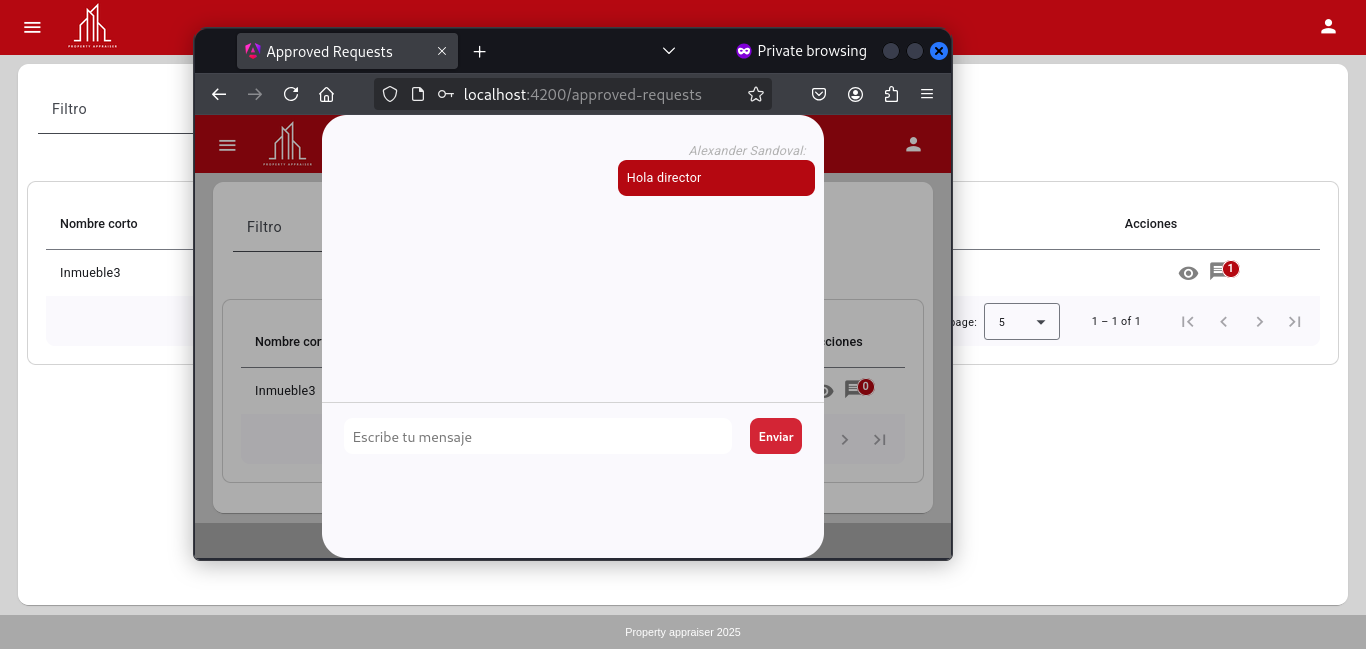 PROPERTY APPRAISER
Approved Requests
Private browsing
localhost:4200/approved-requests
PROPERTY APPRAISER
Filtro
Filtro
Alexander Sandoval:
Hola director
Nombre corto
Acciones
Inmueble3
1
page:
5
1 – 1 of 1
Nombre cor
cciones
Inmueble3
0
Escribe tu mensaje
Enviar
Property appraiser 2025